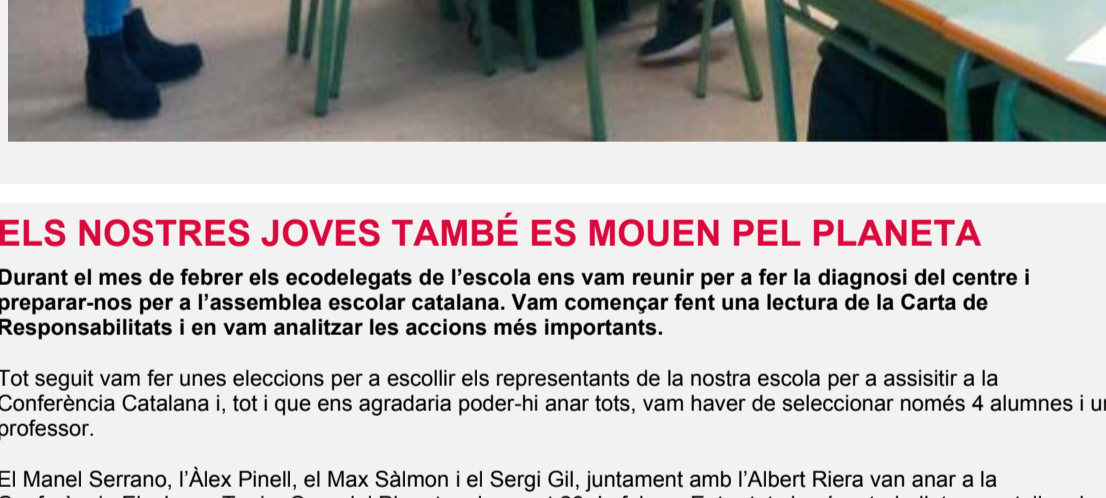 ELS NOSTRES JOVES TAMBÉ ES MOUEN PEL PLANETA
Durant el mes de febrer els ecodelegats de l'escola ens vam reunir per a fer la diagnosi del centre i
preparar-nos per a l'assemblea escolar catalana. Vam començar fent una lectura de la Carta de
Responsabilitats i en vam analitzar les accions més importants.
Tot seguit vam fer unes eleccions per a escollir els representants de la nostra escola per a assisitir a la
Conferència Catalana i, tot i que ens agradaria poder-hi anar tots, vam haver de seleccionar només 4 alumnes i un
professor.
El Manel Serrano, l'Àlex Pinell, el Max Sàlmon i el Sergi Gil, juntament amb l'Albert Riera van anar a la